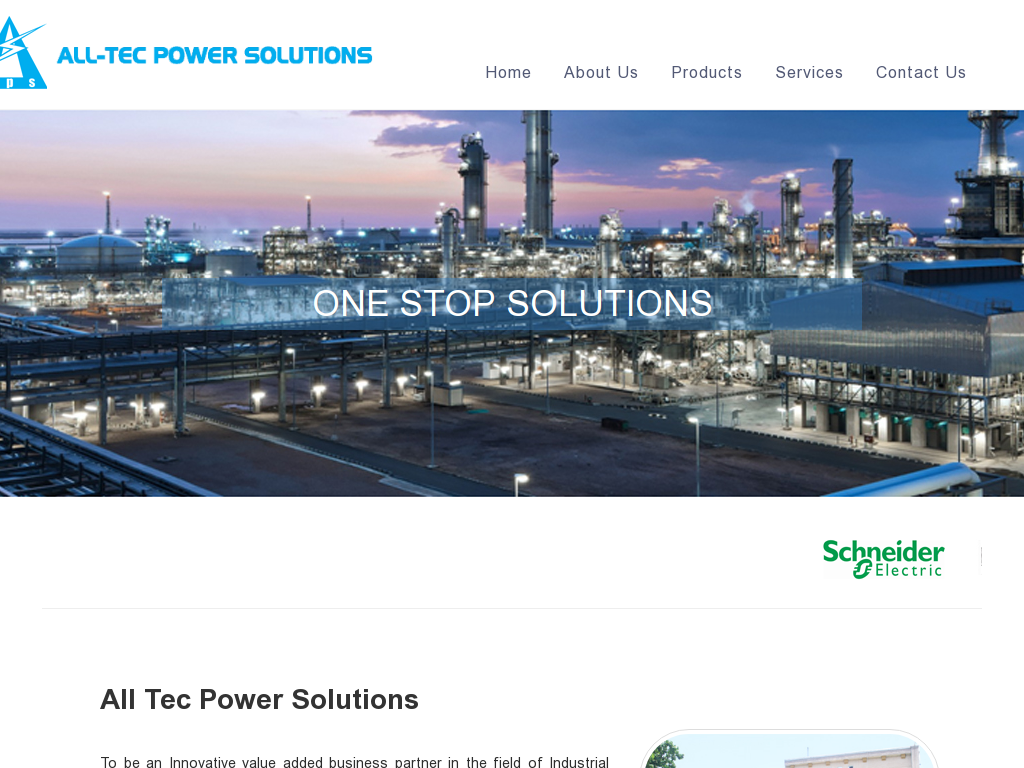 ps
ALL-TEC POWER SOLUTIONS
Home
About Us
Products
Services
Contact Us
ONE STOP SOLUTIONS
Schneider
Electric
All Tec Power Solutions
To be an Innovative value added business partner in the field of Industrial